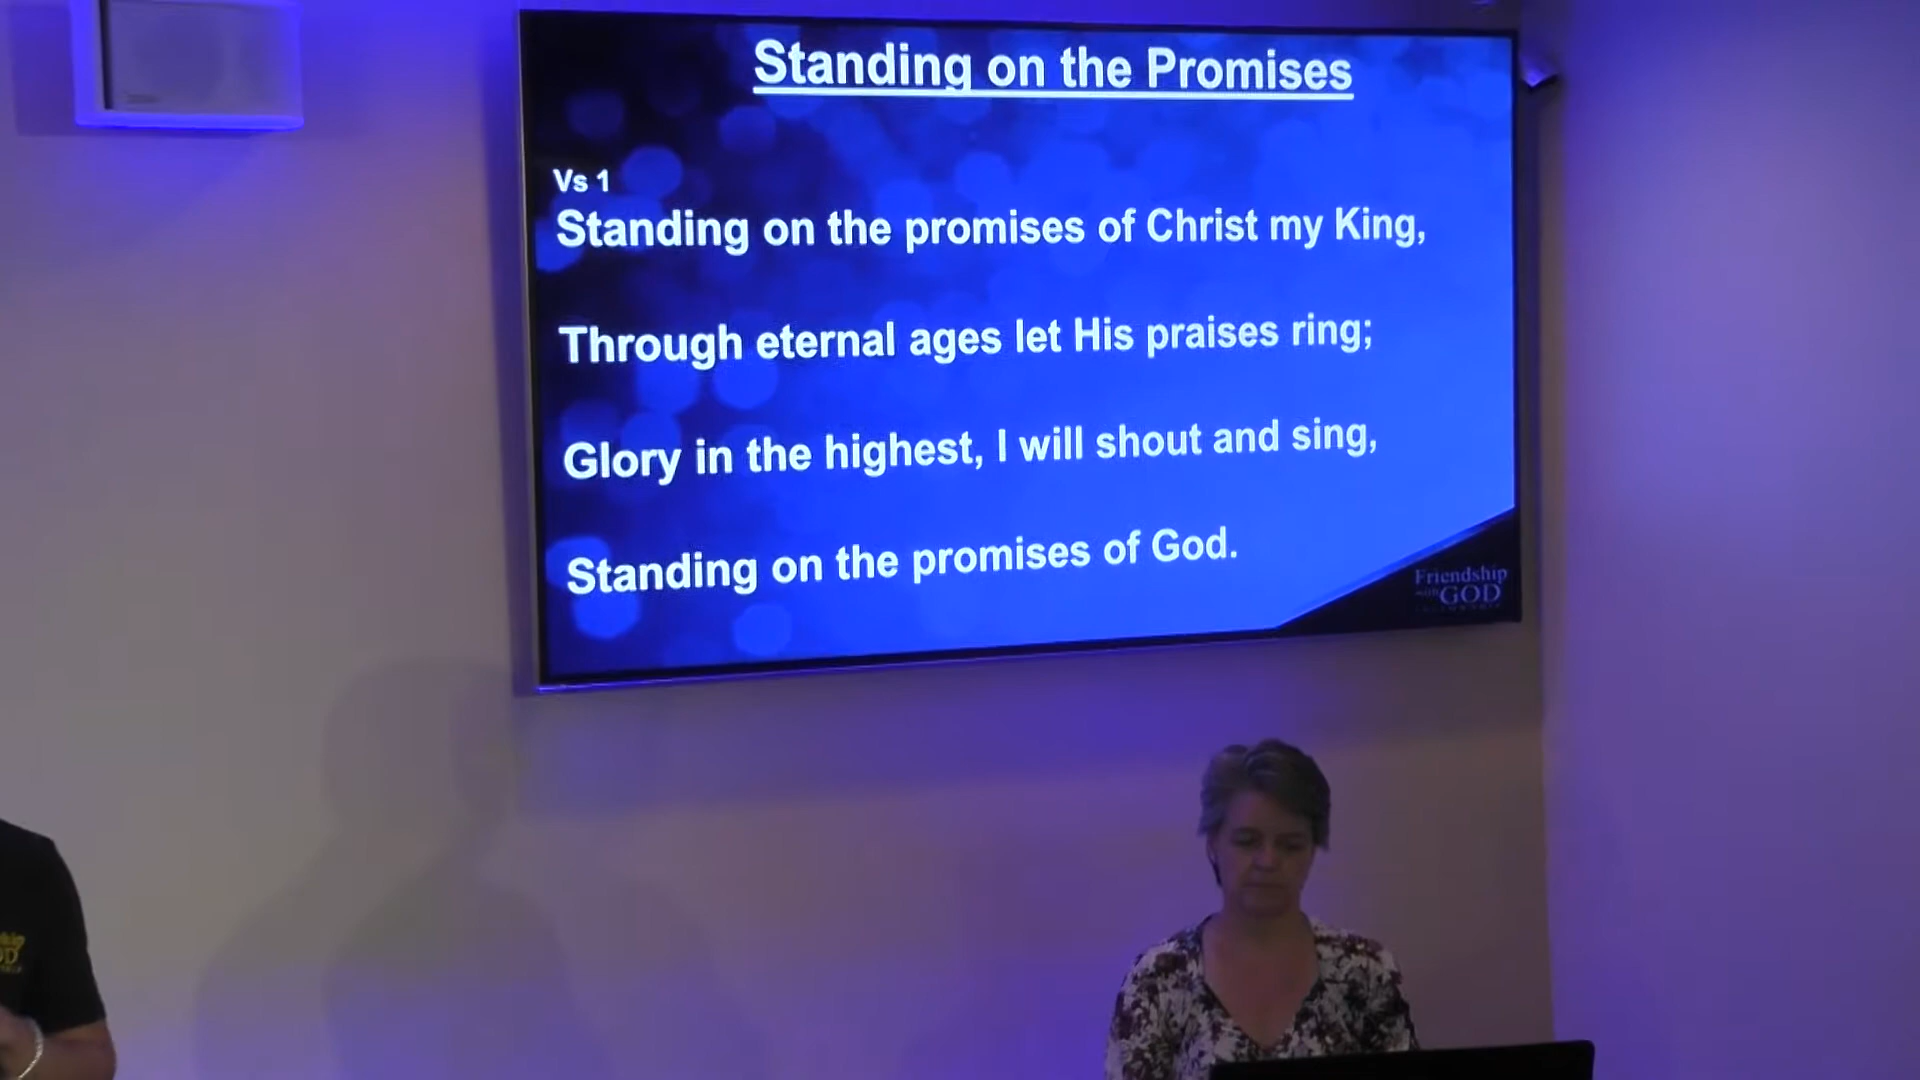 Standing on the Promises
Vs 1
Standing on the promises of Christ my King,
Through eternal ages let His praises ring;
Glory in the highest, I will shout and sing,
Standing on the promises of God.
Friendship
with GOD